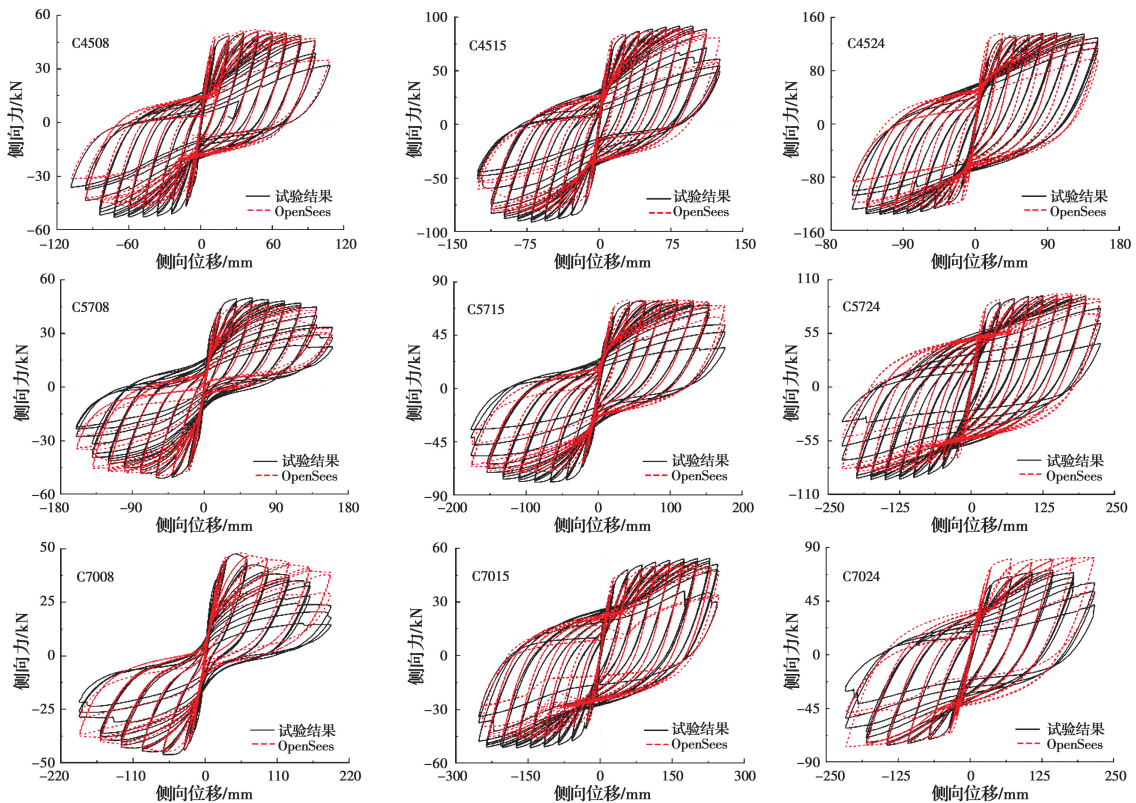 C4508
60
30
0
-30
-60
-120
-60
0
60
120
侧向力/kN
侧向位移/mm
试验结果
OpenSees
C4515
100
50
0
-50
-100
-150
-75
0
75
150
侧向力/kN
侧向位移/mm
试验结果
OpenSees
C4524
160
80
0
-80
-160
-80
-90
0
90
180
侧向力/kN
侧向位移/mm
试验结果
OpenSees
C5708
60
30
0
-30
-60
-180
-90
0
90
180
侧向力/kN
侧向位移/mm
试验结果
OpenSees
C5715
90
45
0
-45
-90
-200
-100
0
100
200
侧向力/kN
侧向位移/mm
试验结果
OpenSees
C5724
110
55
0
-55
-110
-250
-125
0
125
250
侧向力/kN
侧向位移/mm
试验结果
OpenSees
C7008
50
25
0
-25
-50
-220
-110
0
110
220
侧向力/kN
侧向位移/mm
试验结果
OpenSees
C7015
60
30
0
-30
-60
-300
-150
0
150
300
侧向力/kN
侧向位移/mm
试验结果
OpenSees
C7024
90
45
0
-45
-90
-250
-125
0
125
250
侧向力/kN
侧向位移/mm
试验结果
OpenSees